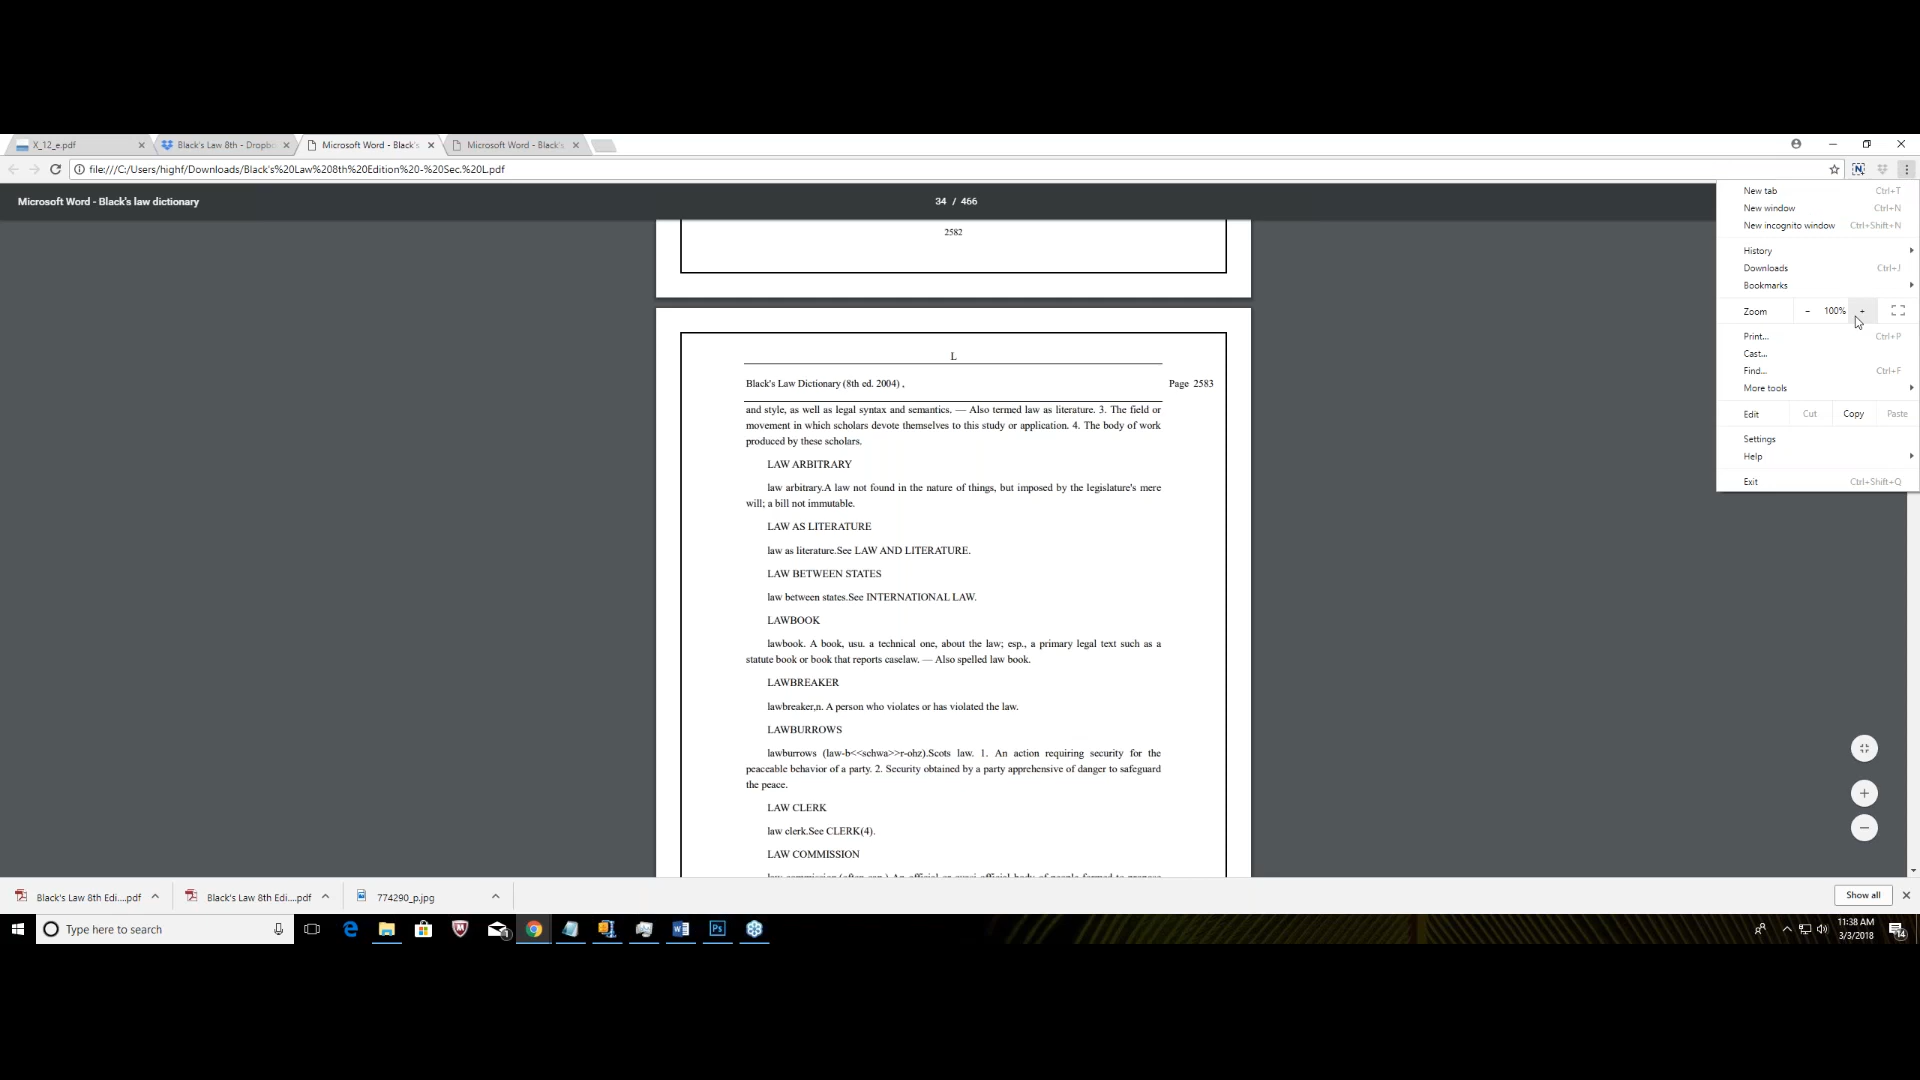 X_12_e.pdf
Black's Law 8th - Dropbo
Microsoft Word - Black's
Microsoft Word - Black's
file:///C:/Users/highf/Downloads/Black's%20Law%208th%20Edition%20-%20Sec.%20L.pdf
Microsoft Word - Black's law dictionary
34 / 466
New tab Ctrl+T
New window Ctrl+N
New incognito window Ctrl+Shift+N
History
Downloads Ctrl+J
Bookmarks
Zoom - 100% +
Print... Ctrl+P
Cast...
Find... Ctrl+F
More tools
Edit Cut Copy Paste
Settings
Help
Exit Ctrl+Shift+Q
2582
L
Black's Law Dictionary (8th ed. 2004) , Page 2583
and style, as well as legal syntax and semantics. — Also termed law as literature. 3. The field or
movement in which scholars devote themselves to this study or application. 4. The body of work
produced by these scholars.
LAW ARBITRARY
law arbitrary.A law not found in the nature of things, but imposed by the legislature's mere
will; a bill not immutable.
LAW AS LITERATURE
law as literature.See LAW AND LITERATURE.
LAW BETWEEN STATES
law between states.See INTERNATIONAL LAW.
LAWBOOK
lawbook. A book, usu. a technical one, about the law; esp., a primary legal text such as a
statute book or book that reports caselaw. — Also spelled law book.
LAWBREAKER
lawbreaker,n. A person who violates or has violated the law.
LAWBURROWS
lawburrows (law-b<<schwa>>r-ohz).Scots law. 1. An action requiring security for the
peaceable behavior of a party. 2. Security obtained by a party apprehensive of danger to safeguard
the peace.
LAW CLERK
law clerk.See CLERK(4).
LAW COMMISSION
Black's Law 8th Edi....pdf
Black's Law 8th Edi....pdf
774290_p.jpg
Show all
Type here to search
Ps
11:38 AM
3/3/2018
14